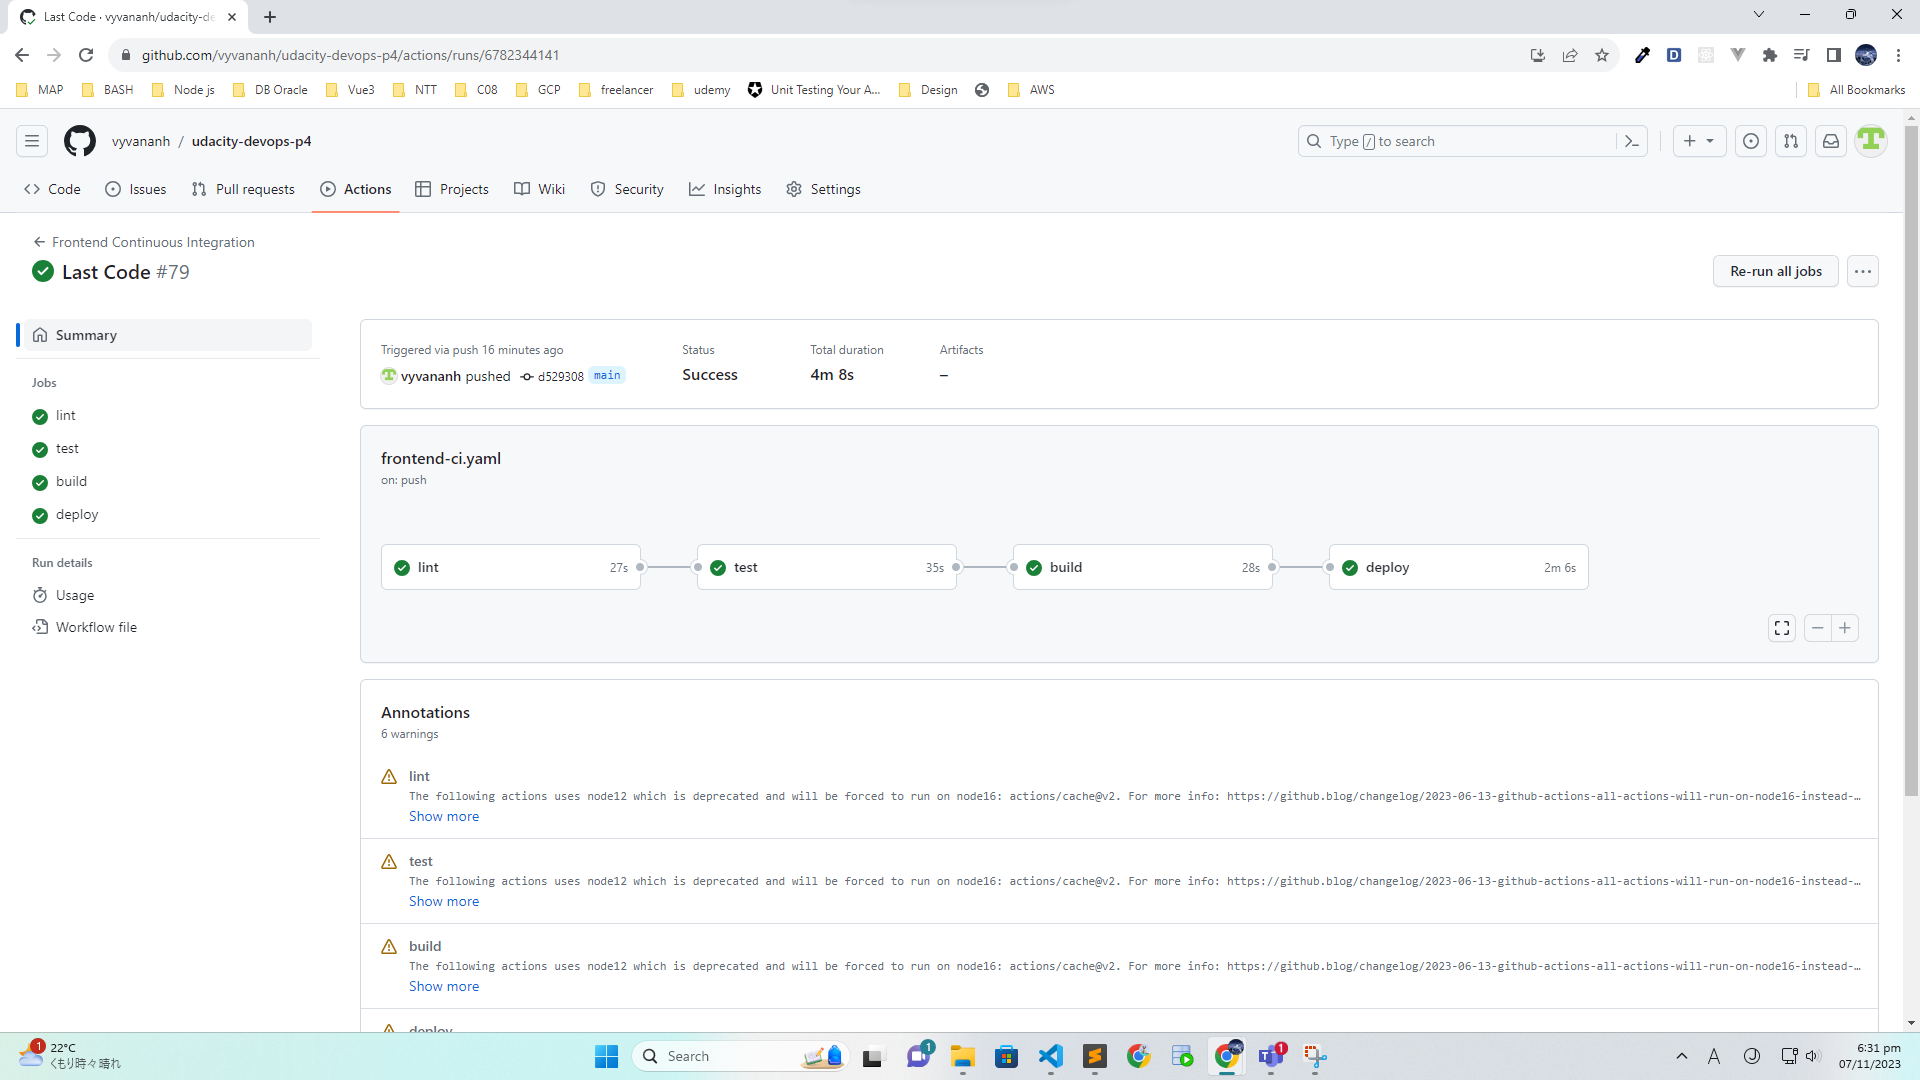 Last Code · vyvananh/udacity-de
github.com/vyvananh/udacity-devops-p4/actions/runs/6782344141
MAP BASH Node js DB Oracle Vue3 NTT C08 GCP freelancer udemy Unit Testing Your A... Design AWS All Bookmarks
vyvananh / udacity-devops-p4 Type / to search
Code Issues Pull requests Actions Projects Wiki Security Insights Settings
Frontend Continuous Integration
Last Code #79
Re-run all jobs
Summary
Jobs
lint
test
build
deploy
Run details
Usage
Workflow file
Triggered via push 16 minutes ago Status Total duration Artifacts
vyvananh pushed d529308 main Success 4m 8s –
frontend-ci.yaml
on: push
lint 27s test 35s build 28s deploy 2m 6s
Annotations
6 warnings
lint
The following actions uses node12 which is deprecated and will be forced to run on node16: actions/cache@v2. For more info: https://github.blog/changelog/2023-06-13-github-actions-all-actions-will-run-on-node16-instead-…
Show more
test
The following actions uses node12 which is deprecated and will be forced to run on node16: actions/cache@v2. For more info: https://github.blog/changelog/2023-06-13-github-actions-all-actions-will-run-on-node16-instead-…
Show more
build
The following actions uses node12 which is deprecated and will be forced to run on node16: actions/cache@v2. For more info: https://github.blog/changelog/2023-06-13-github-actions-all-actions-will-run-on-node16-instead-…
Show more
deploy
1 22°C
くもり時々晴れ
Search
1
1
A
6:31 pm
07/11/2023